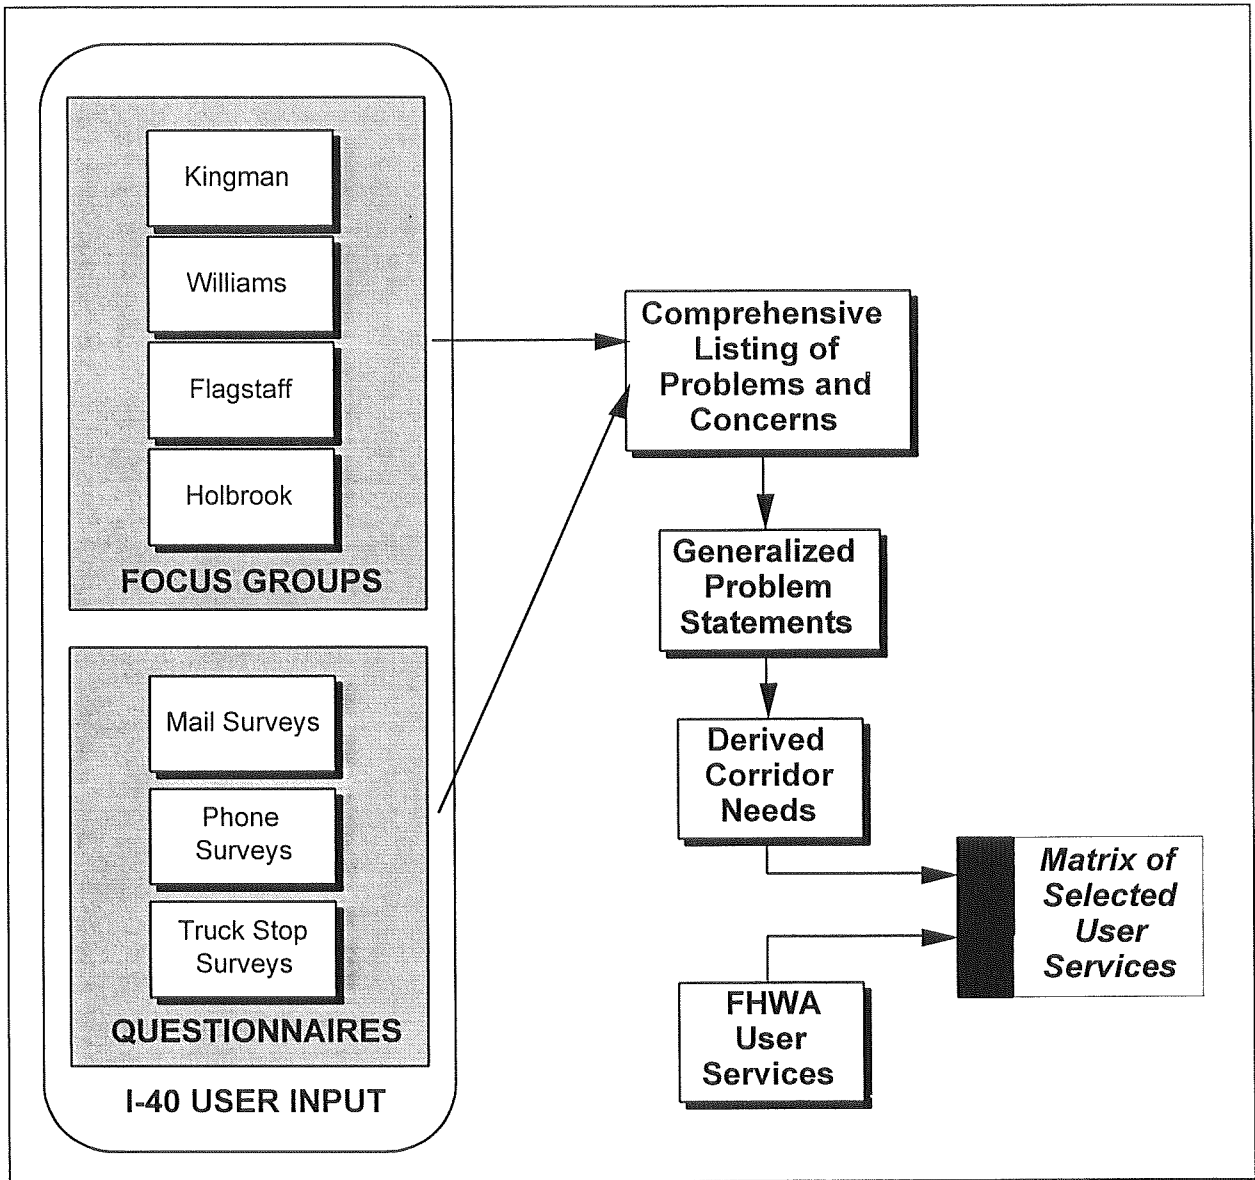 Kingman
Williams
Flagstaff
Holbrook
FOCUS GROUPS
Mail Surveys
Phone
Surveys
Truck Stop
Surveys
QUESTIONNAIRES
I-40 USER INPUT
Comprehensive
Listing of
Problems and
Concerns
Generalized
Problem
Statements
Derived
Corridor
Needs
FHWA
User
Services
Matrix of
Selected
User
Services